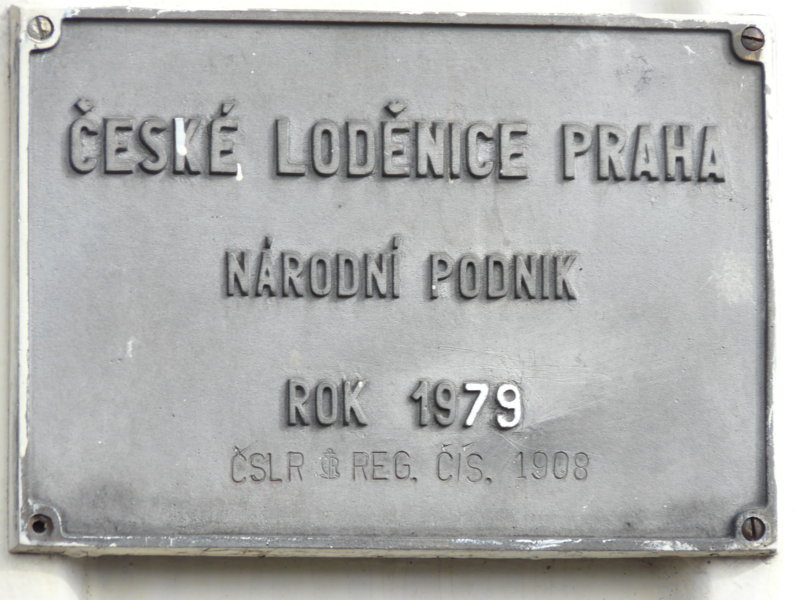 ČESKÉ LODĚNICE PRAHA
NÁRODNÍ PODNIK
ROK 1979
ČSLR REG. ČÍS. 1908